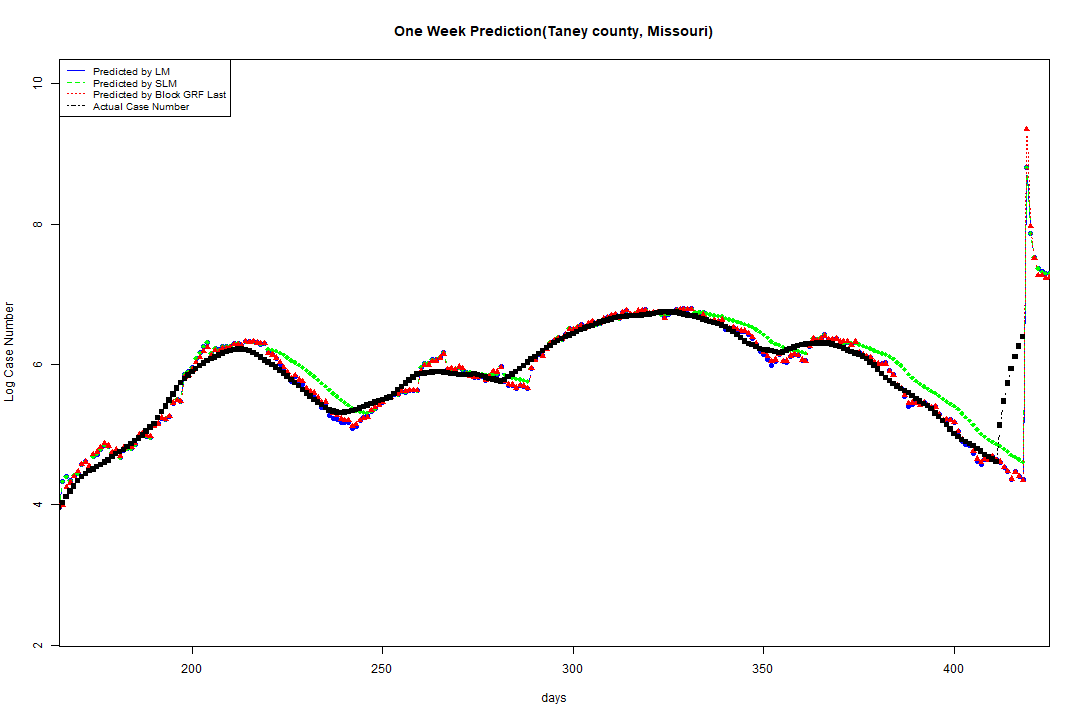 One Week Prediction(Taney county, Missouri)
Predicted by LM
Predicted by SLM
Predicted by Block GRF Last
Actual Case Number
10
8
6
4
2
Log Case Number
200 250 300 350 400
days